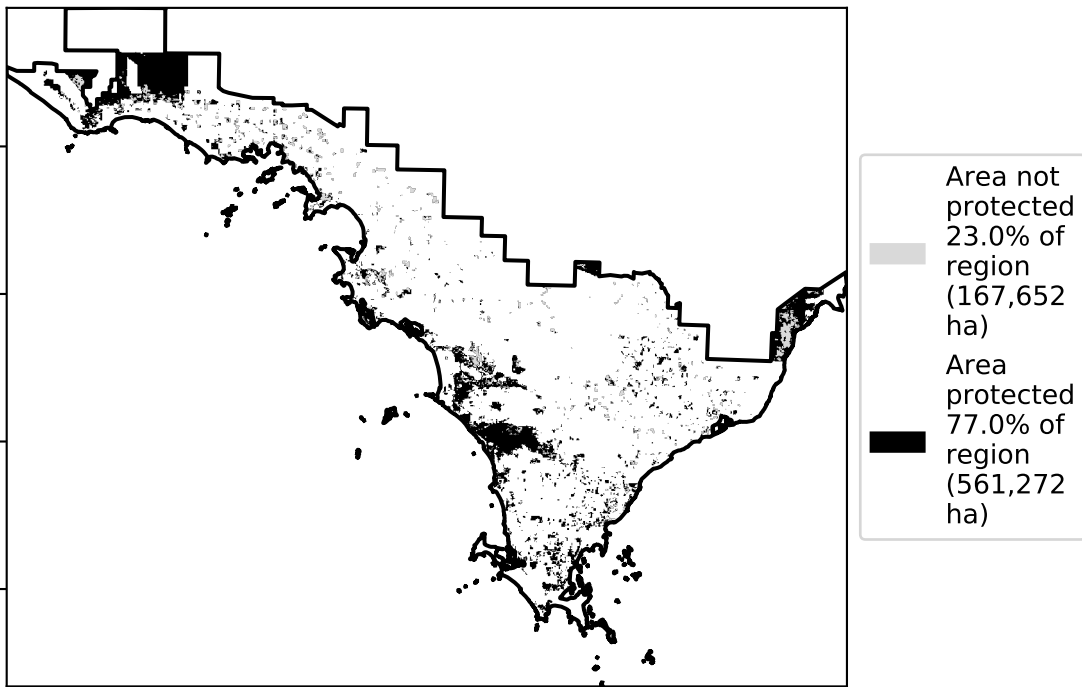 Area not
protected
23.0% of
region
(167,652
ha)
Area
protected
77.0% of
region
(561,272
ha)